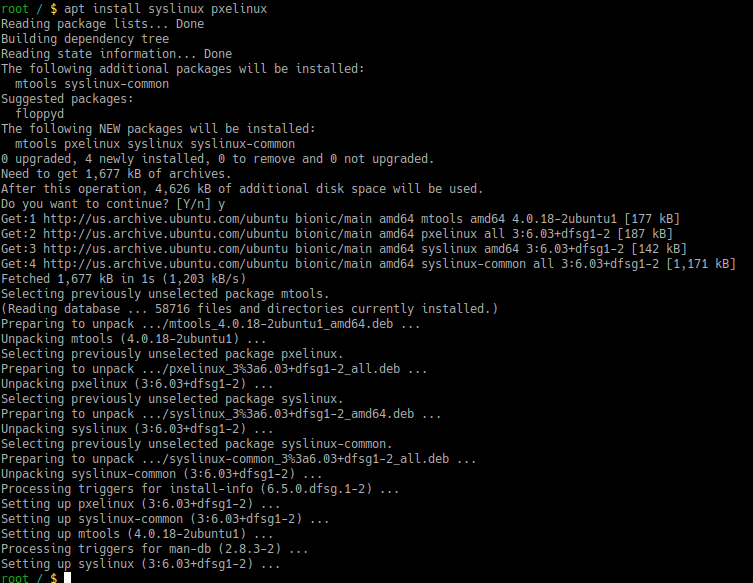 root / $ apt install syslinux pxelinux
Reading package lists... Done
Building dependency tree
Reading state information... Done
The following additional packages will be installed:
  mtools syslinux-common
Suggested packages:
  floppyd
The following NEW packages will be installed:
  mtools pxelinux syslinux syslinux-common
0 upgraded, 4 newly installed, 0 to remove and 0 not upgraded.
Need to get 1,677 kB of archives.
After this operation, 4,626 kB of additional disk space will be used.
Do you want to continue? [Y/n] y
Get:1 http://us.archive.ubuntu.com/ubuntu bionic/main amd64 mtools amd64 4.0.18-2ubuntu1 [177 kB]
Get:2 http://us.archive.ubuntu.com/ubuntu bionic/main amd64 pxelinux all 3:6.03+dfsg1-2 [187 kB]
Get:3 http://us.archive.ubuntu.com/ubuntu bionic/main amd64 syslinux amd64 3:6.03+dfsg1-2 [142 kB]
Get:4 http://us.archive.ubuntu.com/ubuntu bionic/main amd64 syslinux-common all 3:6.03+dfsg1-2 [1,171 kB]
Fetched 1,677 kB in 1s (1,203 kB/s)
Selecting previously unselected package mtools.
(Reading database ... 58716 files and directories currently installed.)
Preparing to unpack .../mtools_4.0.18-2ubuntu1_amd64.deb ...
Unpacking mtools (4.0.18-2ubuntu1) ...
Selecting previously unselected package pxelinux.
Preparing to unpack .../pxelinux_3%3a6.03+dfsg1-2_all.deb ...
Unpacking pxelinux (3:6.03+dfsg1-2) ...
Selecting previously unselected package syslinux.
Preparing to unpack .../syslinux_3%3a6.03+dfsg1-2_amd64.deb ...
Unpacking syslinux (3:6.03+dfsg1-2) ...
Selecting previously unselected package syslinux-common.
Preparing to unpack .../syslinux-common_3%3a6.03+dfsg1-2_all.deb ...
Unpacking syslinux-common (3:6.03+dfsg1-2) ...
Processing triggers for install-info (6.5.0.dfsg.1-2) ...
Setting up pxelinux (3:6.03+dfsg1-2) ...
Setting up syslinux-common (3:6.03+dfsg1-2) ...
Setting up mtools (4.0.18-2ubuntu1) ...
Processing triggers for man-db (2.8.3-2) ...
Setting up syslinux (3:6.03+dfsg1-2) ...
root / $